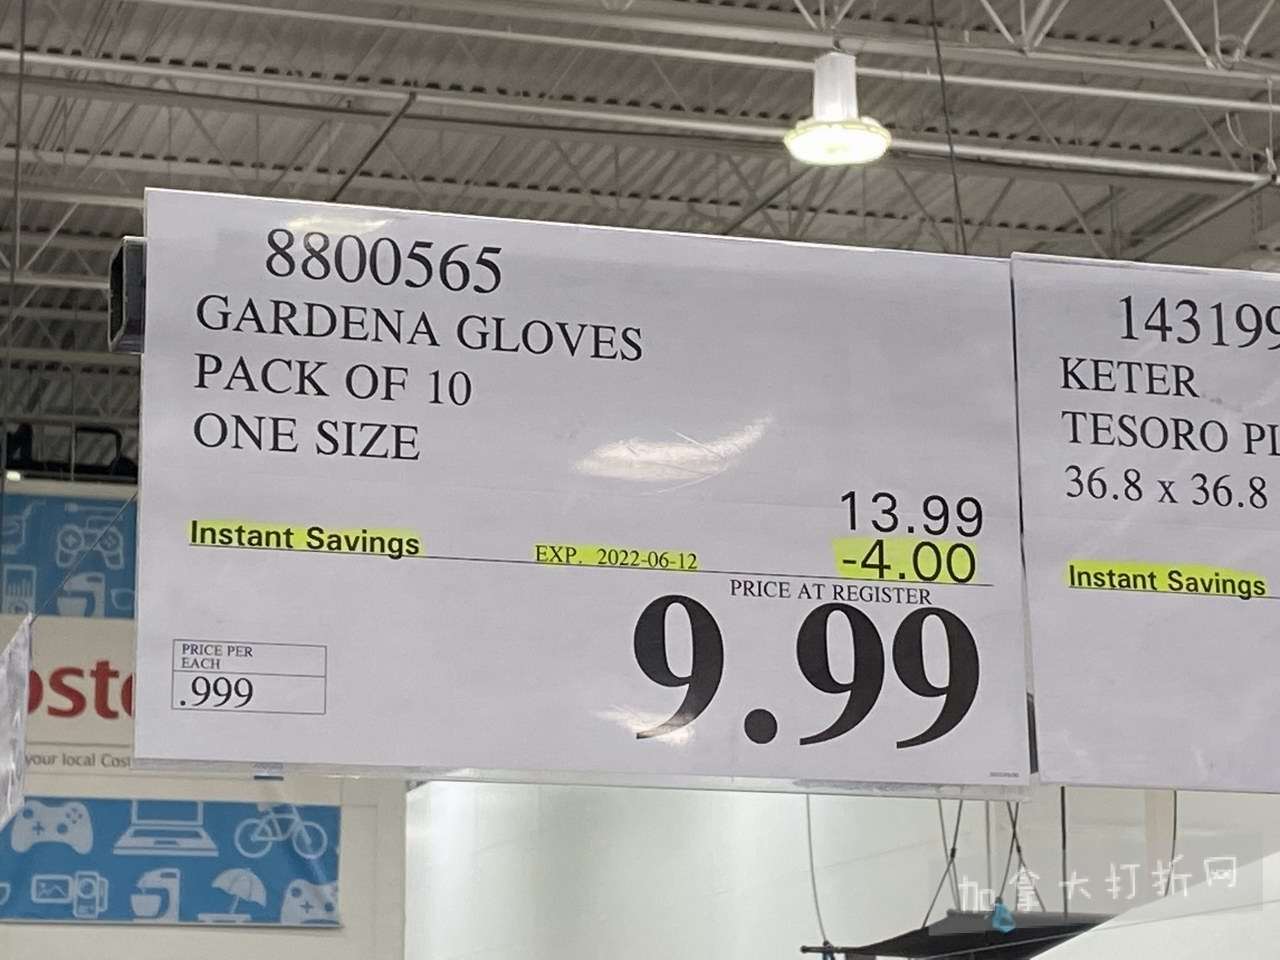 8800565
GARDENA GLOVES
PACK OF 10
ONE SIZE
13.99
Instant Savings EXP. 2022-06-12 -4.00
PRICE AT REGISTER
9.99
PRICE PER
EACH
.999
143199
KETER
TESORO PL
36.8 x 36.8
Instant Savings
ost
your local Cost
加拿大打折网